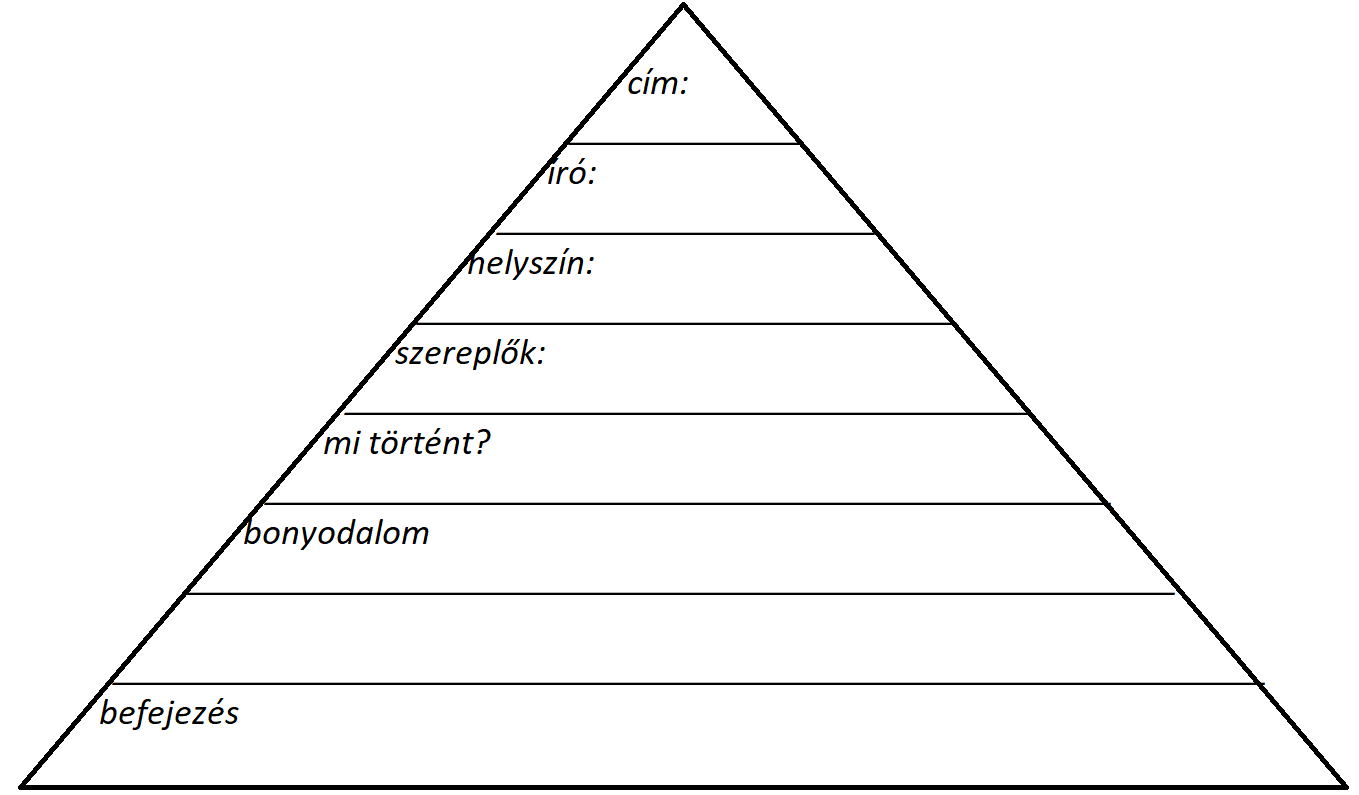 cím:
író:
helyszín:
szereplők:
mi történt?
bonyodalom
befejezés